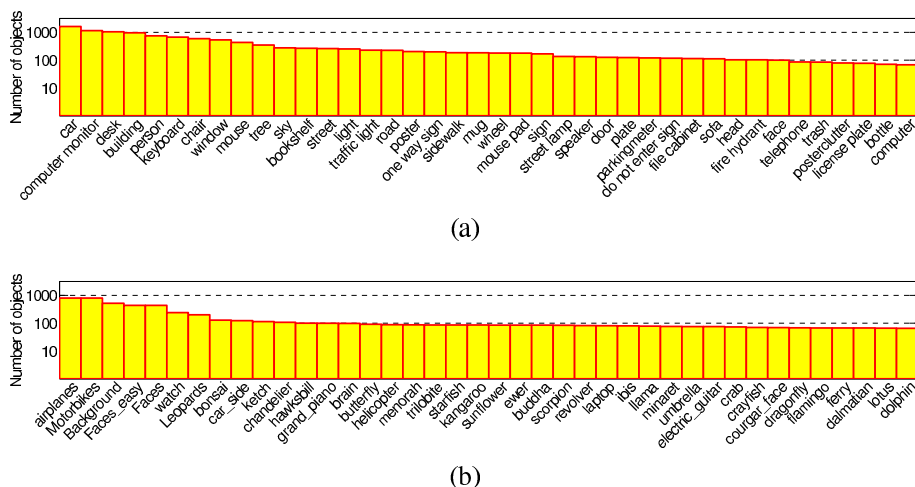 Number of objects
1000
100
10
car
computer monitor
desk
building
person
keyboard
chair
window
mouse
tree
sky
bookshelf
street
light
traffic light
road
poster
one way sign
sidewalk
mug
wheel
mouse pad
sign
street lamp
speaker
door
plate
parkingmeter
do not enter sign
file cabinet
sofa
head
fire hydrant
face
telephone
trash
posterclutter
license plate
bottle
computer
(a)
Number of objects
1000
100
10
airplanes
Motorbikes
Background
Faces_easy
Faces
watch
Leopards
bonsai
car_side
ketch
chandelier
hawksbill
grand_piano
brain
butterfly
helicopter
menorah
trilobite
starfish
kangaroo
sunflower
ewer
buddha
scorpion
revolver
laptop
ibis
llama
minaret
umbrella
electric_guitar
crab
crayfish
courgar_face
dragonfly
flamingo
ferry
dalmatian
lotus
dolphin
(b)